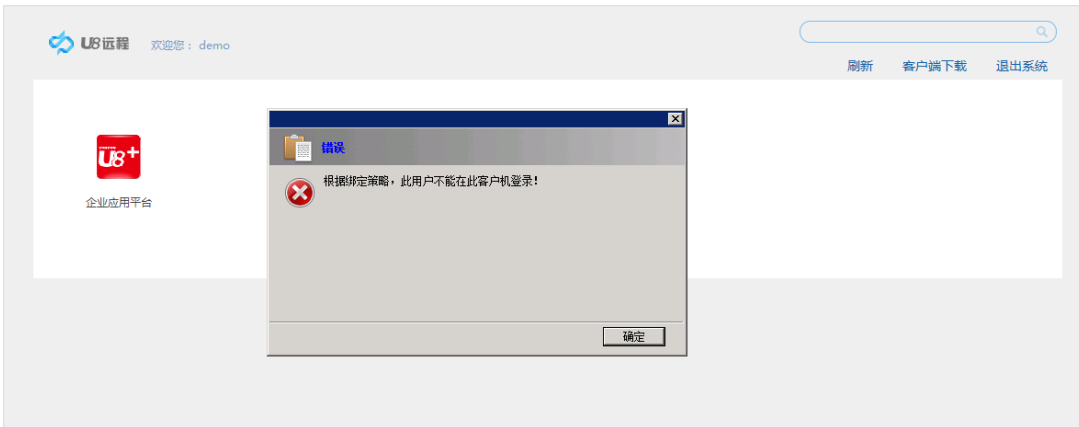 U8远程 欢迎您： demo
刷新 客户端下载 退出系统
U8+
企业应用平台
错误
根据绑定策略，此用户不能在此客户机登录！
确定